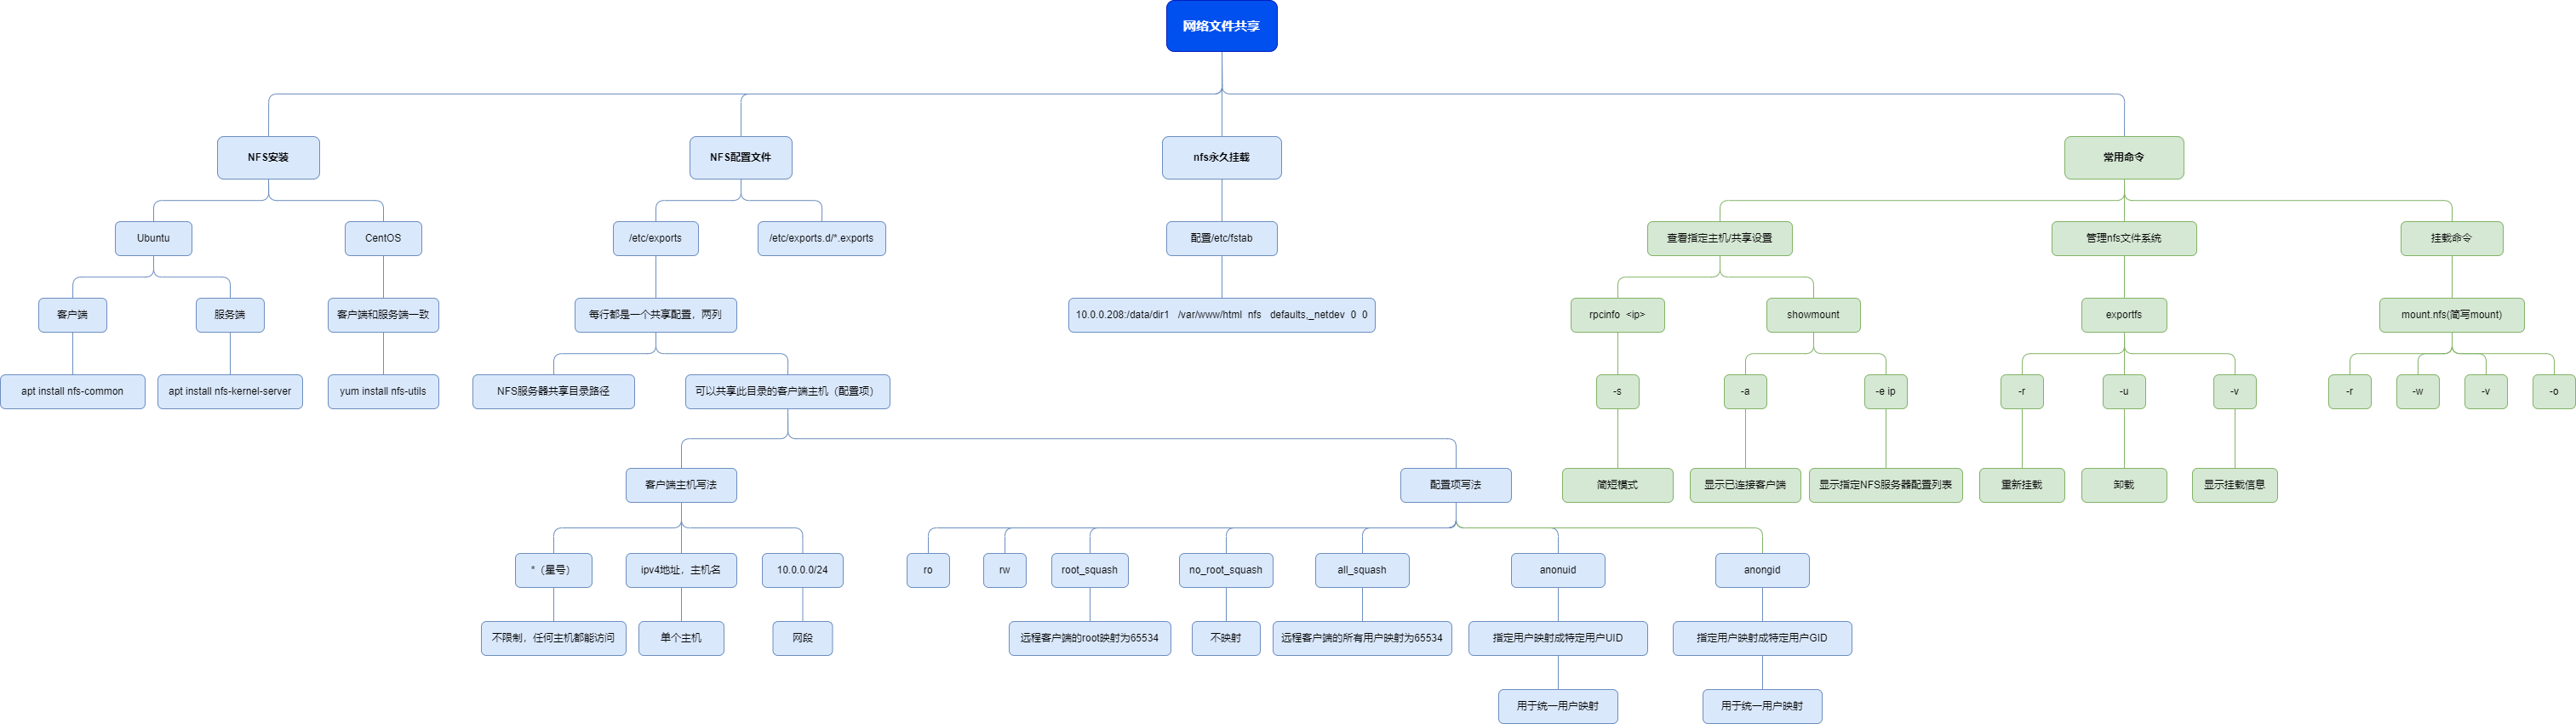 网络文件共享
NFS安装
NFS配置文件
nfs永久挂载
常用命令
Ubuntu
CentOS
/etc/exports
/etc/exports.d/*.exports
配置/etc/fstab
查看指定主机/共享设置
管理nfs文件系统
挂载命令
客户端
服务端
客户端和服务端一致
每行都是一个共享配置，两列
10.0.0.208:/data/dir1   /var/www/html  nfs   defaults,_netdev  0  0
rpcinfo  <ip>
showmount
exportfs
mount.nfs(简写mount)
apt install nfs-common
apt install nfs-kernel-server
yum install nfs-utils
NFS服务器共享目录路径
可以共享此目录的客户端主机（配置项）
-s
-a
-e ip
-r
-u
-v
-r
-w
-v
-o
客户端主机写法
配置项写法
简短模式
显示已连接客户端
显示指定NFS服务器配置列表
重新挂载
卸载
显示挂载信息
*（星号）
ipv4地址，主机名
10.0.0.0/24
ro
rw
root_squash
no_root_squash
all_squash
anonuid
anongid
不限制，任何主机都能访问
单个主机
网段
远程客户端的root映射为65534
不映射
远程客户端的所有用户映射为65534
指定用户映射成特定用户UID
指定用户映射成特定用户GID
用于统一用户映射
用于统一用户映射